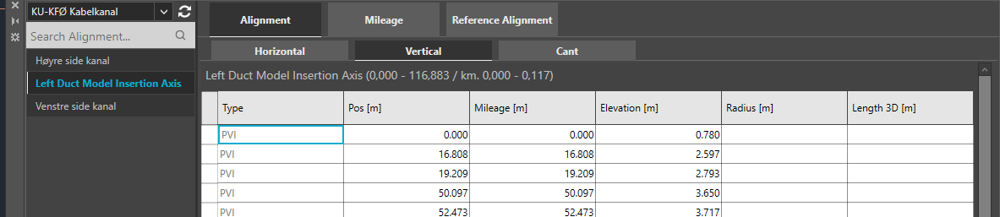 KU-KFØ Kabelkanal
Search Alignment...
Høyre side kanal
Left Duct Model Insertion Axis
Venstre side kanal
Alignment Mileage Reference Alignment
Horizontal Vertical Cant
Left Duct Model Insertion Axis (0,000 - 116,883 / km. 0,000 - 0,117)
Type Pos [m] Mileage [m] Elevation [m] Radius [m] Length 3D [m]
PVI 0.000 0.000 0.780
PVI 16.808 16.808 2.597
PVI 19.209 19.209 2.793
PVI 50.097 50.097 3.650
PVI 52.473 52.473 3.717